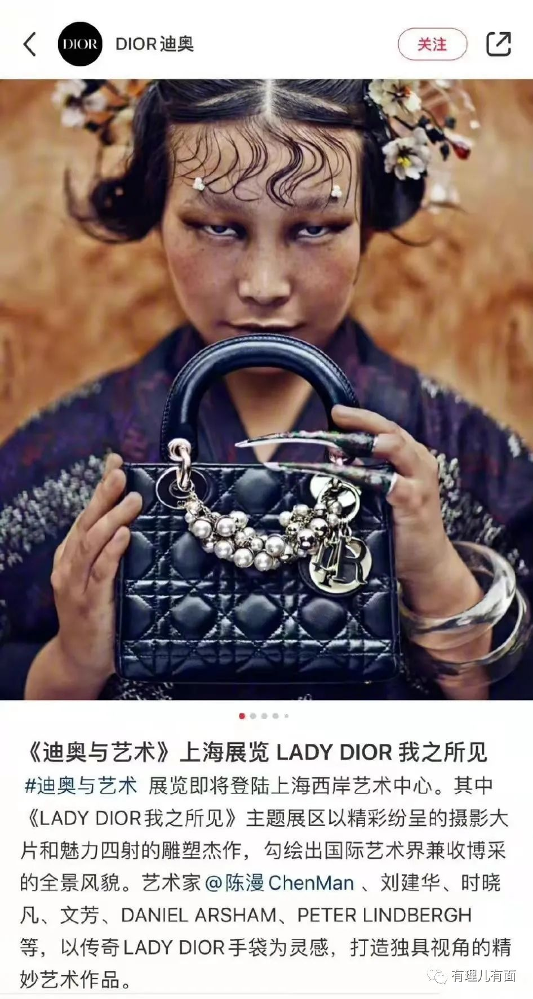 DIOR
DIOR迪奥
关注
《迪奥与艺术》上海展览 LADY DIOR 我之所见
#迪奥与艺术 展览即将登陆上海西岸艺术中心。其中
《LADY DIOR我之所见》主题展区以精彩纷呈的摄影大
片和魅力四射的雕塑杰作，勾绘出国际艺术界兼收博采
的全景风貌。艺术家@陈漫ChenMan 、刘建华、时晓
凡、文芳、DANIEL ARSHAM、PETER LINDBERGH
等，以传奇LADY DIOR手袋为灵感，打造独具视角的精
妙艺术作品。
有理儿有面